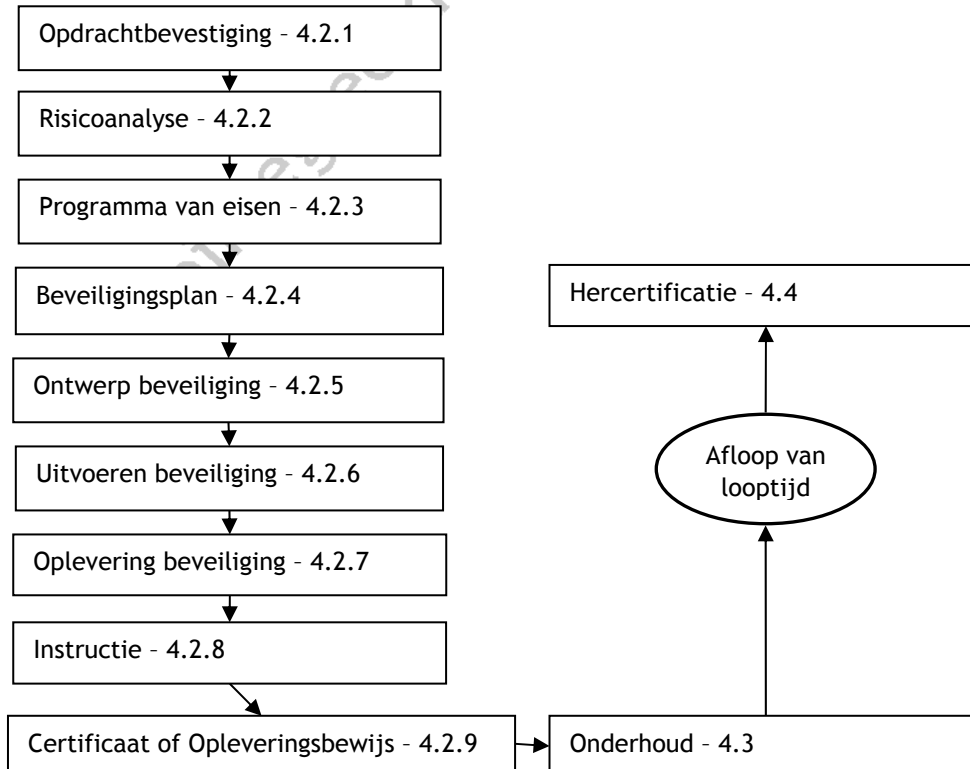 Opdrachtbevestiging – 4.2.1
Risicoanalyse – 4.2.2
Programma van eisen – 4.2.3
Beveiligingsplan – 4.2.4
Ontwerp beveiliging – 4.2.5
Uitvoeren beveiliging – 4.2.6
Oplevering beveiliging – 4.2.7
Instructie – 4.2.8
Certificaat of Opleveringsbewijs – 4.2.9
Onderhoud – 4.3
Afloop van
looptijd
Hercertificatie – 4.4